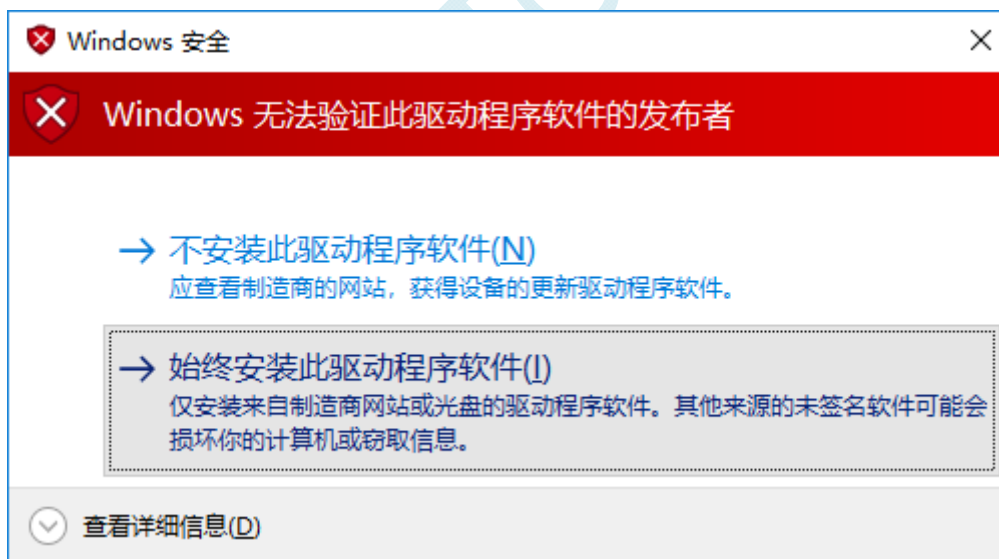 Windows 安全
Windows 无法验证此驱动程序软件的发布者
不安装此驱动程序软件(N)
应查看制造商的网站，获得设备的更新驱动程序软件。
始终安装此驱动程序软件(I)
仅安装来自制造商网站或光盘的驱动程序软件。其他来源的未签名软件可能会
损坏你的计算机或窃取信息。
查看详细信息(D)